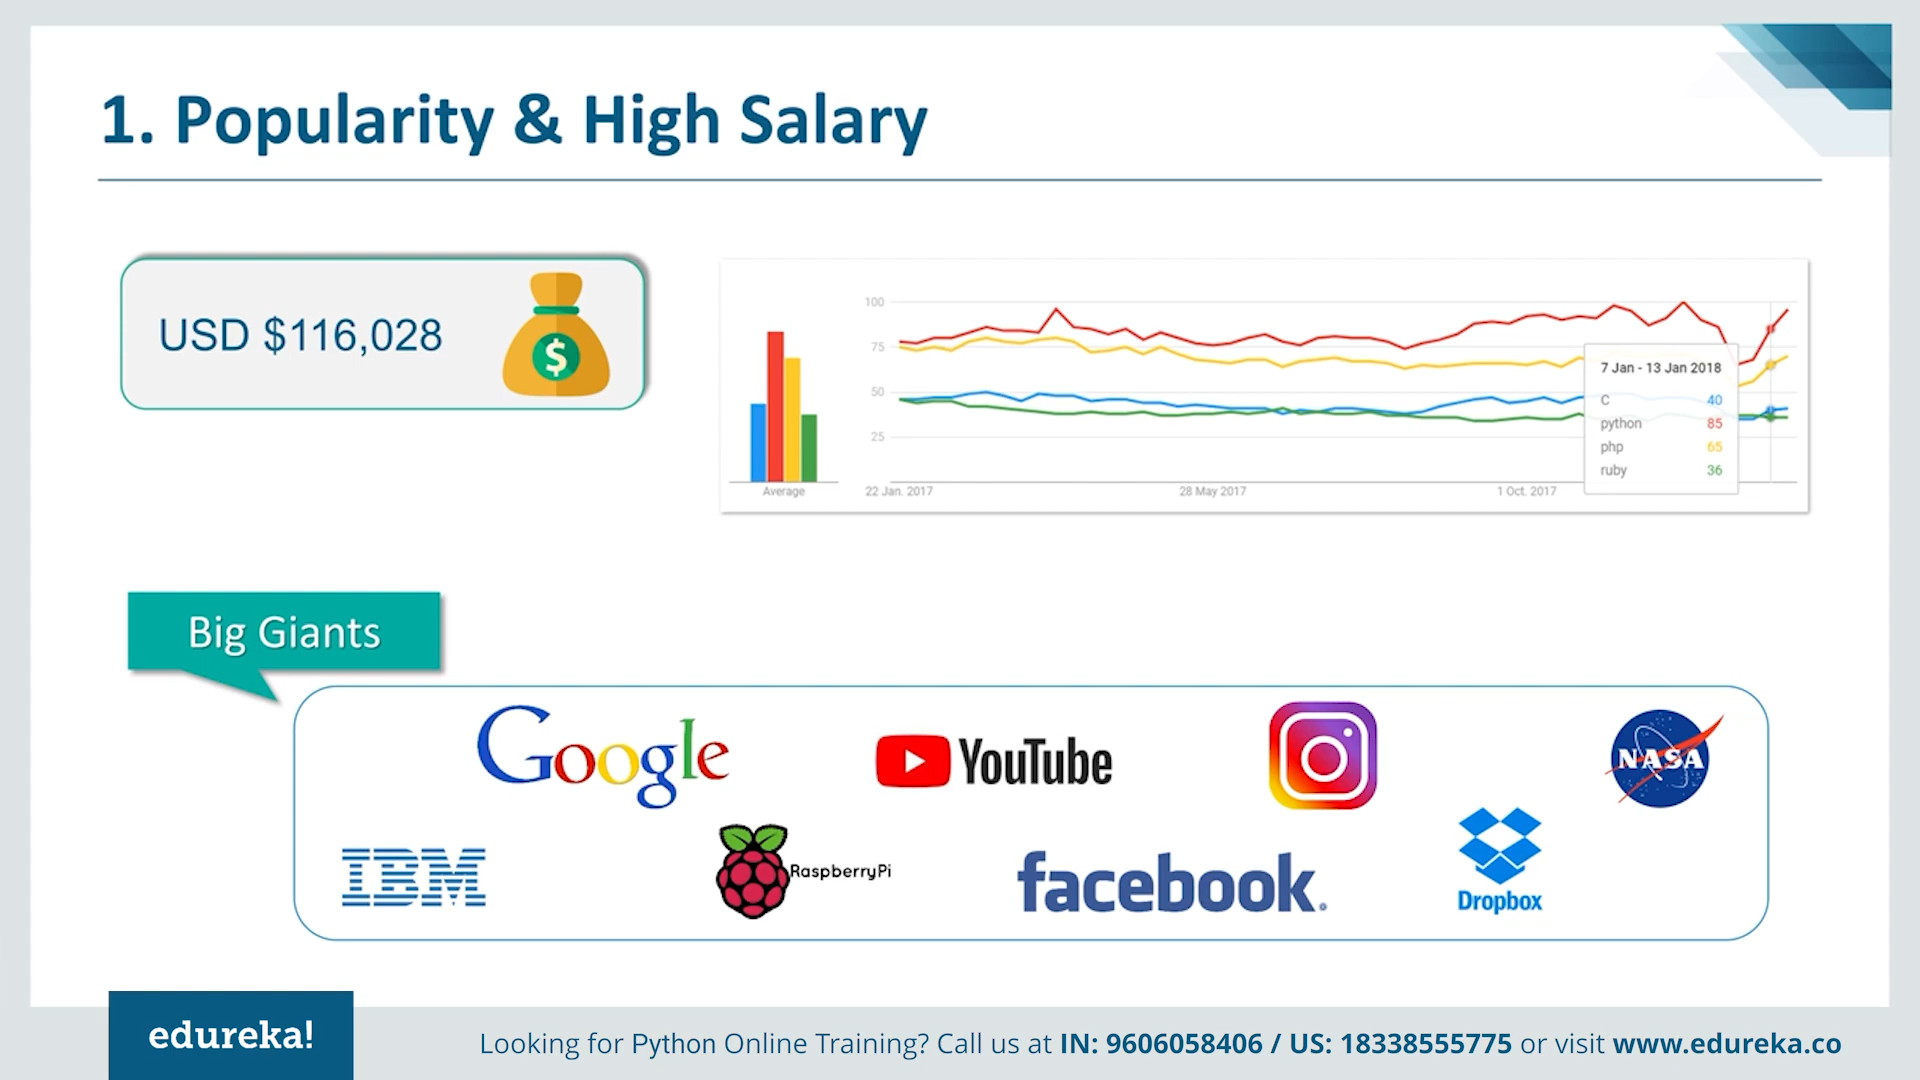 1. Popularity & High Salary
USD $116,028
$
100
75
50
25
Average
22 Jan. 2017
28 May 2017
1 Oct. 2017
7 Jan - 13 Jan 2018
C 40
python 85
php 65
ruby 36
Big Giants
Google
YouTube
NASA
IBM
RaspberryPi
facebook.
Dropbox
edureka!
Looking for Python Online Training? Call us at IN: 9606058406 / US: 18338555775 or visit www.edureka.co